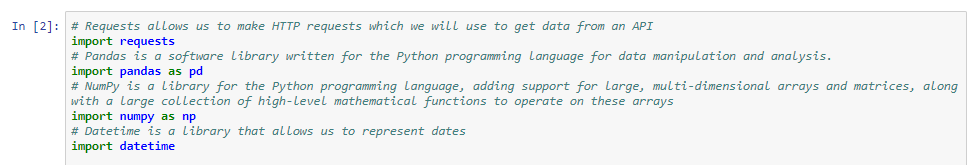 In [2]: # Requests allows us to make HTTP requests which we will use to get data from an API
import requests
# Pandas is a software library written for the Python programming language for data manipulation and analysis.
import pandas as pd
# NumPy is a library for the Python programming language, adding support for large, multi-dimensional arrays and matrices, along
with a large collection of high-level mathematical functions to operate on these arrays
import numpy as np
# Datetime is a library that allows us to represent dates
import datetime